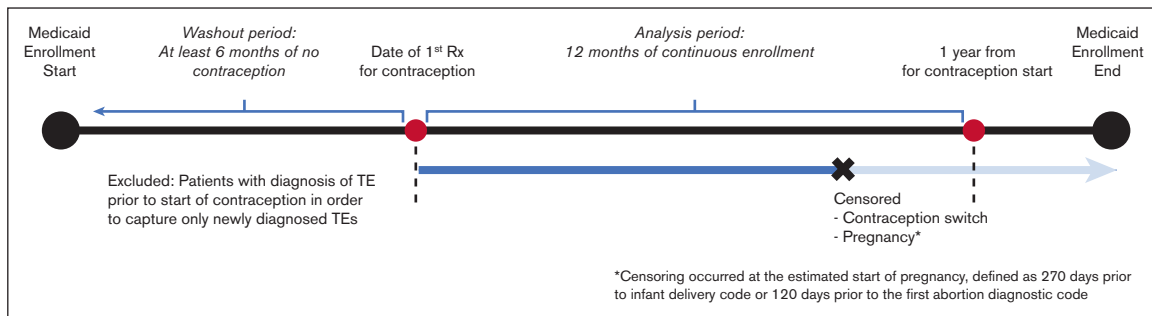 Medicaid
Enrollment
Start
Washout period:
At least 6 months of no
contraception
Date of 1st Rx
for contraception
Analysis period:
12 months of continuous enrollment
1 year from
for contraception start
Medicaid
Enrollment
End
Excluded: Patients with diagnosis of TE
prior to start of contraception in order
to capture only newly diagnosed TEs
Censored
- Contraception switch
- Pregnancy*
*Censoring occurred at the estimated start of pregnancy, defined as 270 days prior
to infant delivery code or 120 days prior to the first abortion diagnostic code